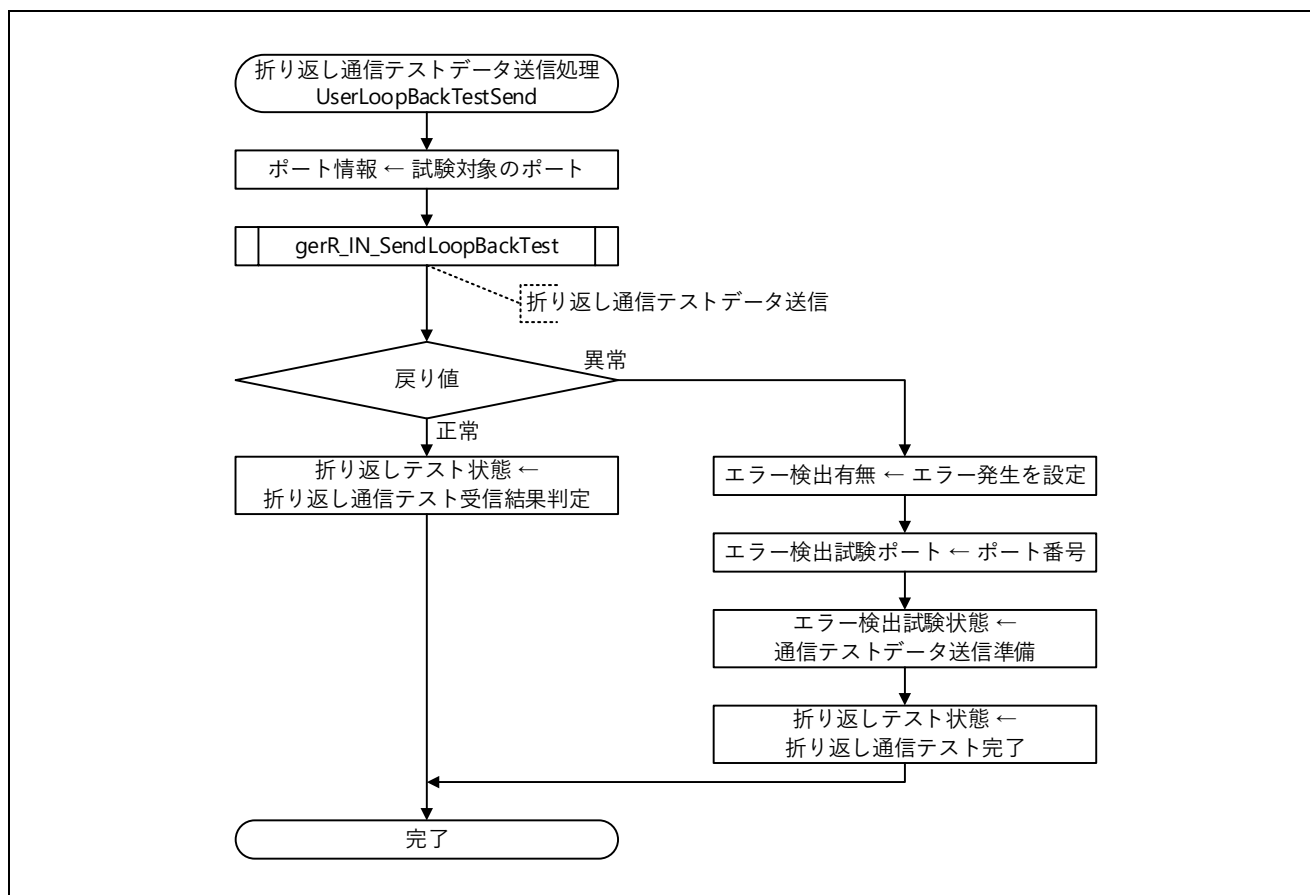 折り返し通信テストデータ送信処理
UserLoopBackTestSend
ポート情報 ← 試験対象のポート
gerR_IN_SendLoopBackTest
折り返し通信テストデータ送信
戻り値
異常
正常
折り返しテスト状態 ←
折り返し通信テスト受信結果判定
エラー検出有無 ← エラー発生を設定
エラー検出試験ポート ← ポート番号
エラー検出試験状態 ←
通信テストデータ送信準備
折り返しテスト状態 ←
折り返し通信テスト完了
完了